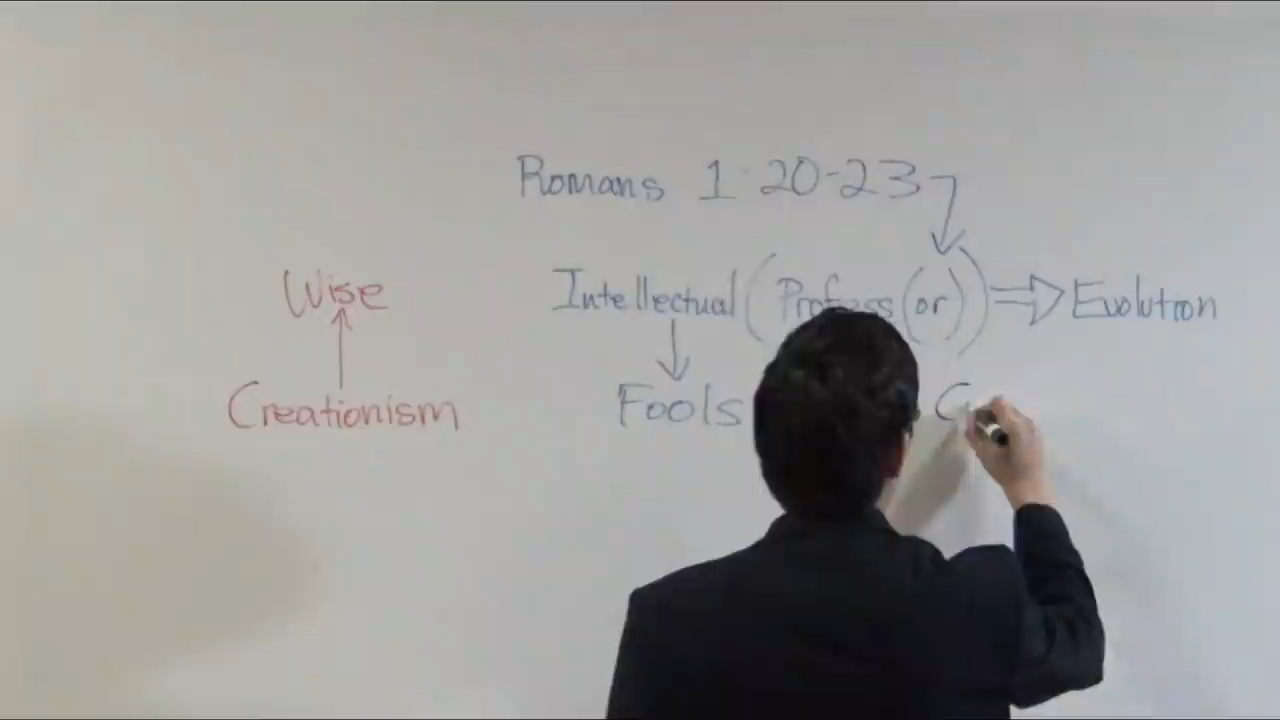 Romans 1:20-23
Wise
Intellectual (Profess(or)) ⇒ Evolution
Creationism
Fools
C